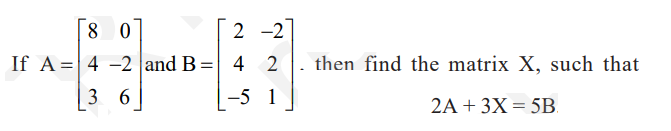 If A = [8 0; 4 –2; 3 6] and B = [2 –2; 4 2; –5 1]. then find the matrix X, such that
2A + 3X = 5B.